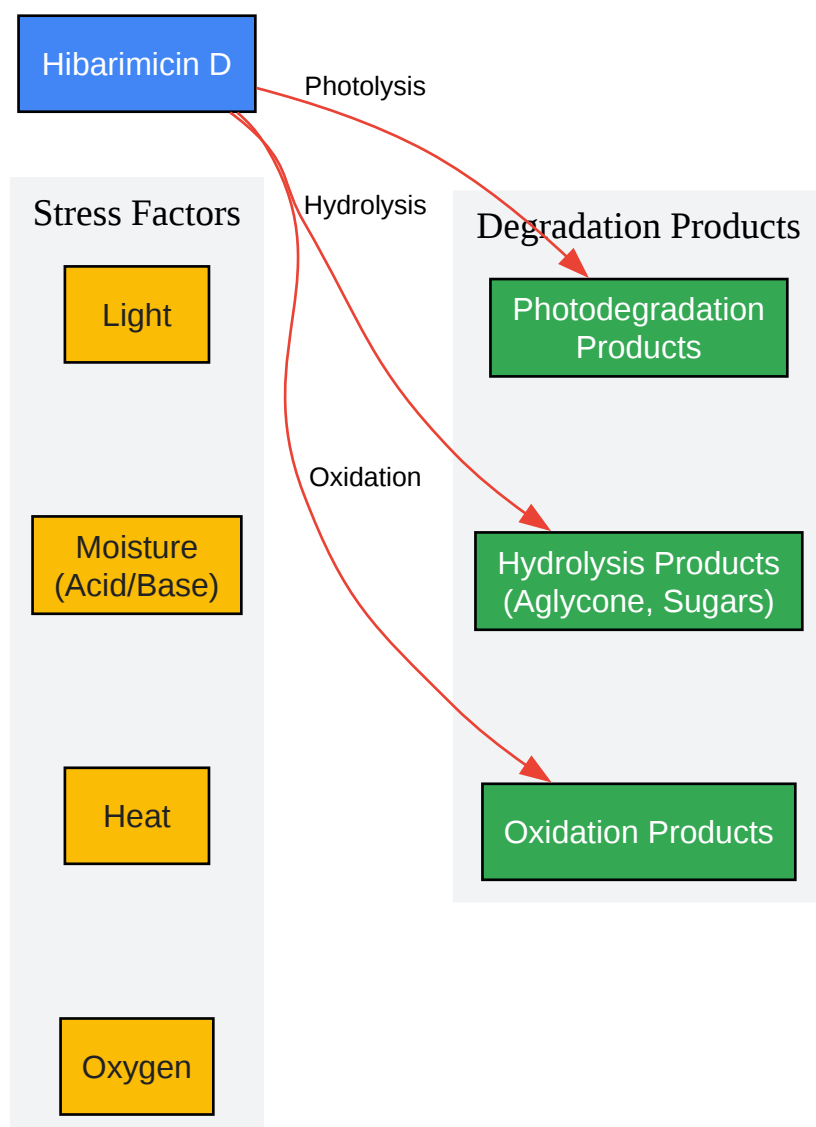 Hibarimicin D
Photolysis
Hydrolysis
Stress Factors
Degradation Products
Light
Photodegradation
Products
Oxidation
Moisture
(Acid/Base)
Hydrolysis Products
(Aglycone, Sugars)
Heat
Oxidation Products
Oxygen